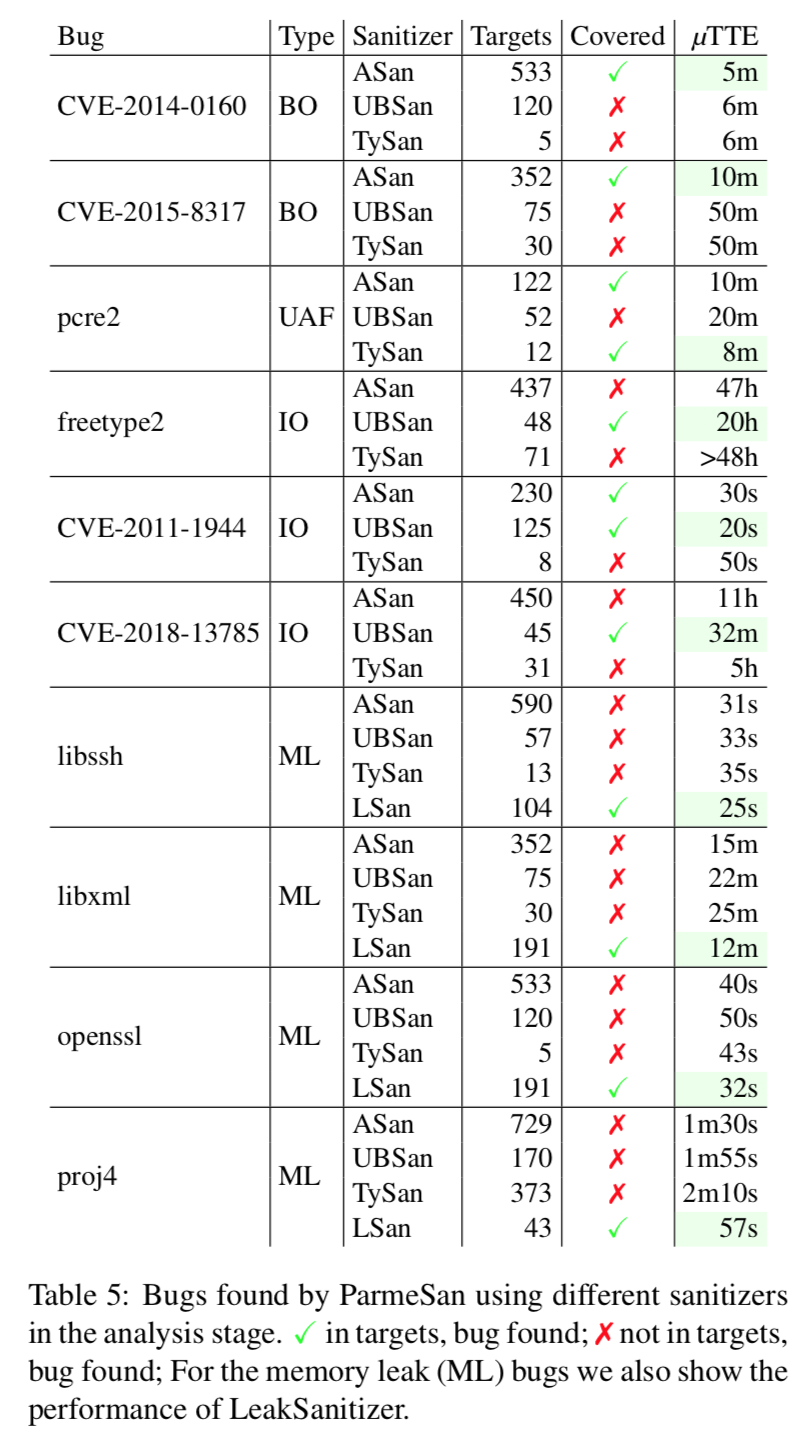 Bug Type Sanitizer Targets Covered μTTE
ASan 533 ✓ 5m
CVE-2014-0160 BO UBSan 120 ✗ 6m
TySan 5 ✗ 6m
ASan 352 ✓ 10m
CVE-2015-8317 BO UBSan 75 ✗ 50m
TySan 30 ✗ 50m
ASan 122 ✓ 10m
pcre2 UAF UBSan 52 ✗ 20m
TySan 12 ✓ 8m
ASan 437 ✗ 47h
freetype2 IO UBSan 48 ✓ 20h
TySan 71 ✗ >48h
ASan 230 ✓ 30s
CVE-2011-1944 IO UBSan 125 ✓ 20s
TySan 8 ✗ 50s
ASan 450 ✗ 11h
CVE-2018-13785 IO UBSan 45 ✓ 32m
TySan 31 ✗ 5h
ASan 590 ✗ 31s
UBSan 57 ✗ 33s
libssh ML
TySan 13 ✗ 35s
LSan 104 ✓ 25s
ASan 352 ✗ 15m
UBSan 75 ✗ 22m
libxml ML
TySan 30 ✗ 25m
LSan 191 ✓ 12m
ASan 533 ✗ 40s
UBSan 120 ✗ 50s
openssl ML
TySan 5 ✗ 43s
LSan 191 ✓ 32s
ASan 729 ✗ 1m30s
UBSan 170 ✗ 1m55s
proj4 ML
TySan 373 ✗ 2m10s
LSan 43 ✓ 57s
Table 5: Bugs found by ParmeSan using different sanitizers
in the analysis stage. ✓ in targets, bug found; ✗ not in targets,
bug found; For the memory leak (ML) bugs we also show the
performance of LeakSanitizer.